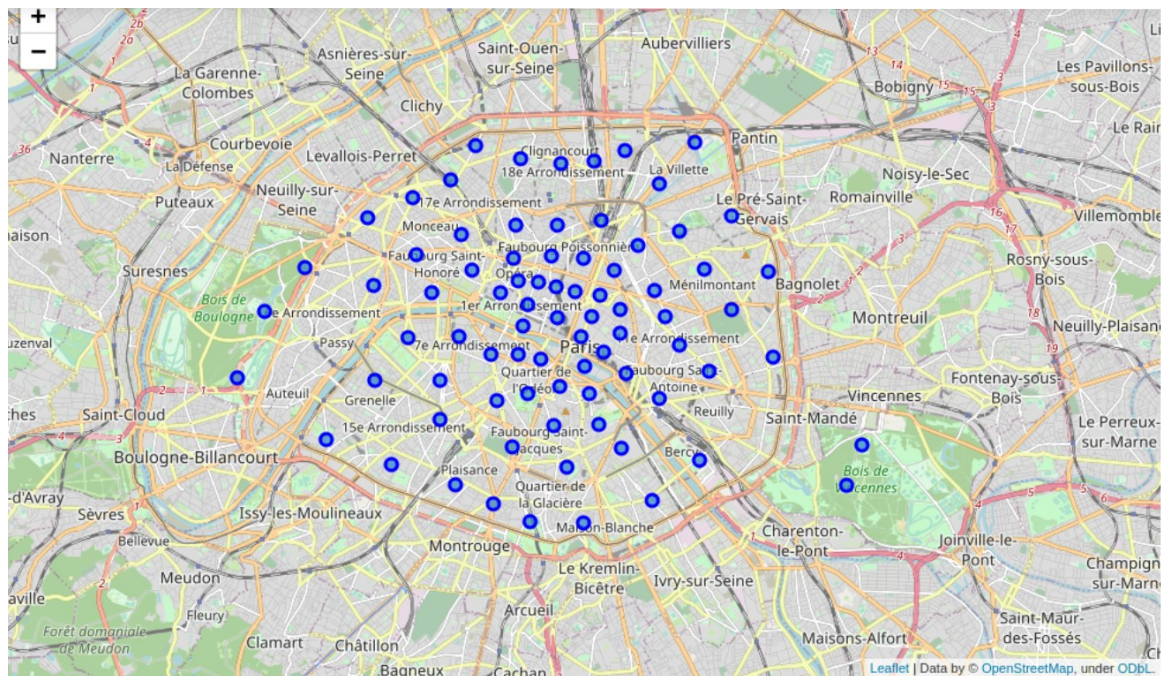 +
−
Asnières-sur-
Seine
Saint-Ouen-
sur-Seine
Aubervilliers
La Garenne-
Colombes
Bobigny
Les Pavillons-
sous-Bois
Clichy
Courbevoie
Nanterre
La Défense
Levallois-Perret
Clignancourt
18e Arrondissement
Pantin
La Villette
Noisy-le-Sec
Romainville
Puteaux
Neuilly-sur-
Seine
17e Arrondissement
Le Pré-Saint-
Gervais
Villemomble
Monceau
Faubourg Poissonnière
Faubourg Saint-
Honoré
Opéra
Suresnes
Rosny-sous-
Bois
Ménilmontant
Bagnolet
Bois de
Boulogne
e Arrondissement
1er Arrondissement
Montreuil
Neuilly-Plaisance
Passy
7e Arrondissement
Paris
11e Arrondissement
Quartier de
l'Odéon
Faubourg Saint-
Antoine
Auteuil
Grenelle
Reuilly
Vincennes
Fontenay-sous-
Bois
Saint-Cloud
Saint-Mandé
15e Arrondissement
Faubourg Saint-
Jacques
Le Perreux-
sur-Marne
Boulogne-Billancourt
Bercy
Plaisance
Bois de
Vincennes
-d'Avray
Quartier de
la Glacière
Sèvres
Issy-les-Moulineaux
Maison-Blanche
Bellevue
Montrouge
Charenton-
le-Pont
Joinville-le-
Pont
Champigny-
sur-Marne
Meudon
Le Kremlin-
Bicêtre
Ivry-sur-Seine
Fleury
Arcueil
Saint-Maur-
des-Fossés
Forêt domaniale
de Meudon
Clamart
Châtillon
Maisons-Alfort
Bagneux
Cachan
Leaflet | Data by © OpenStreetMap, under ODbL.